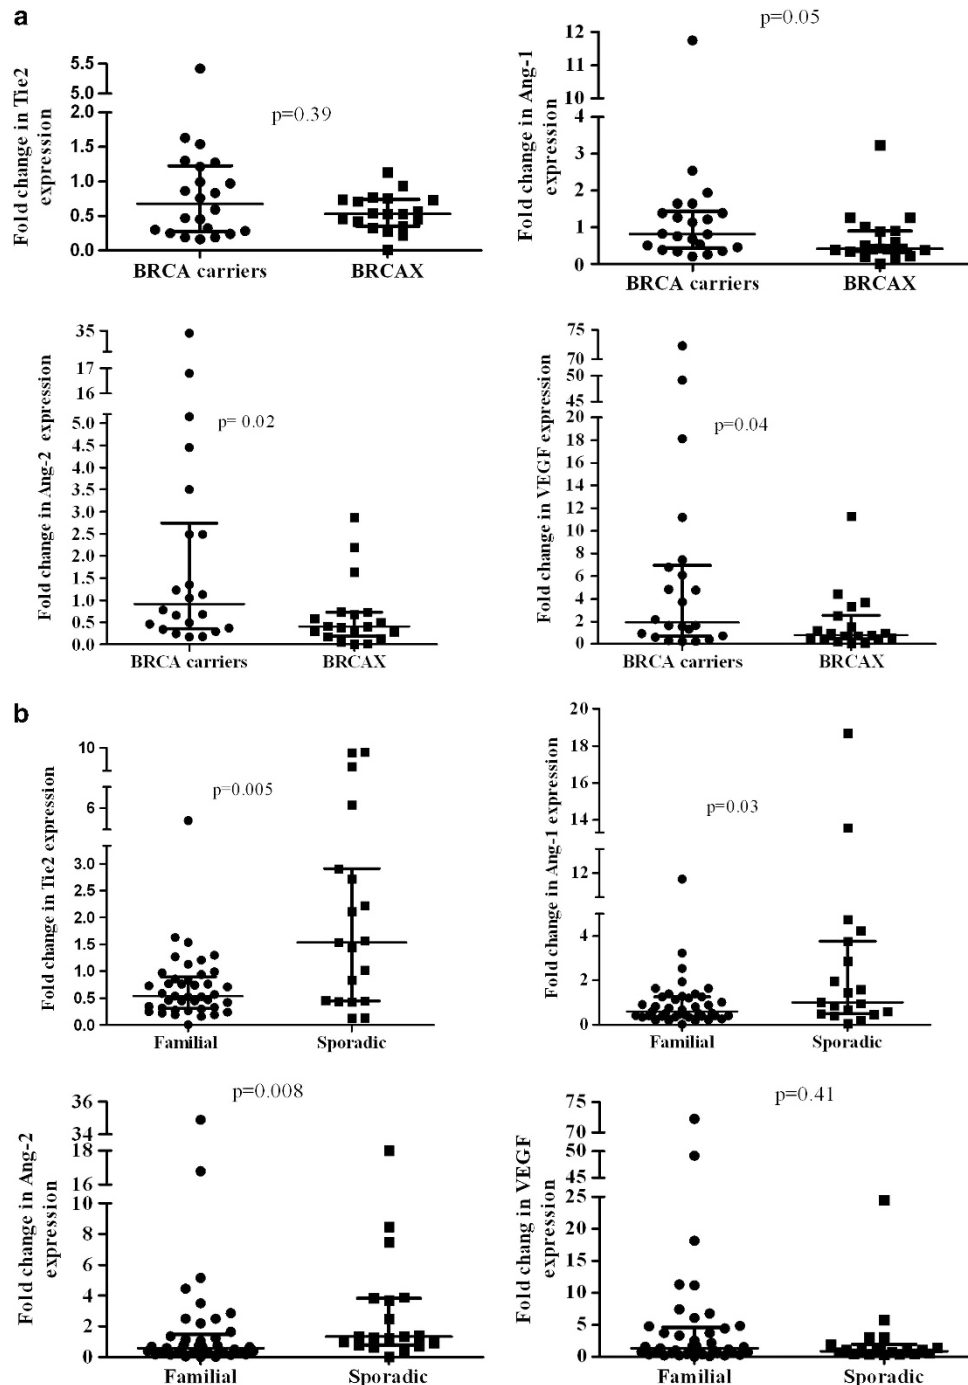 a
Fold change in Tie2
expression
5.5
5.0
2.0
1.5
1.0
0.5
0.0
p=0.39
BRCA carriers
BRCAX
Fold change in Ang-1
expression
12
11
10
4
3
2
1
0
p=0.05
BRCA carriers
BRCAX
Fold change in Ang-2 expression
35
17
16
5.0
4.5
4.0
3.5
3.0
2.5
2.0
1.5
1.0
0.5
0.0
p= 0.02
BRCA carriers
BRCAX
Fold change in VEGF expression
75
70
50
45
20
18
16
14
12
10
8
6
4
2
0
p=0.04
BRCA carriers
BRCAX
b
Fold change in Tie2 expression
10
6
3.0
2.5
2.0
1.5
1.0
0.5
0.0
p=0.005
Familial
Sporadic
Fold change in Ang-1 expression
20
18
16
14
12
4
2
0
p=0.03
Familial
Sporadic
Fold change in Ang-2
expression
36
34
18
16
10
8
6
4
2
0
p=0.008
Familial
Sporadic
Fold chang in VEGF
expression
75
70
50
45
25
20
15
10
5
0
p=0.41
Familial
Sporadic